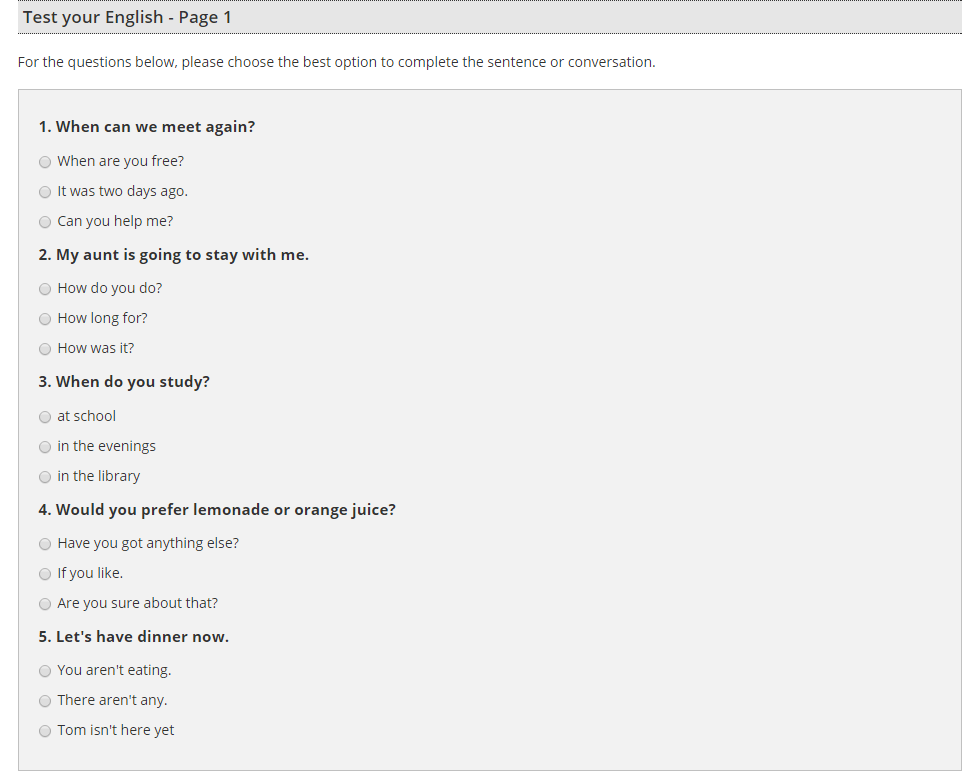 Test your English - Page 1
For the questions below, please choose the best option to complete the sentence or conversation.
1. When can we meet again?
When are you free?
It was two days ago.
Can you help me?
2. My aunt is going to stay with me.
How do you do?
How long for?
How was it?
3. When do you study?
at school
in the evenings
in the library
4. Would you prefer lemonade or orange juice?
Have you got anything else?
If you like.
Are you sure about that?
5. Let's have dinner now.
You aren't eating.
There aren't any.
Tom isn't here yet